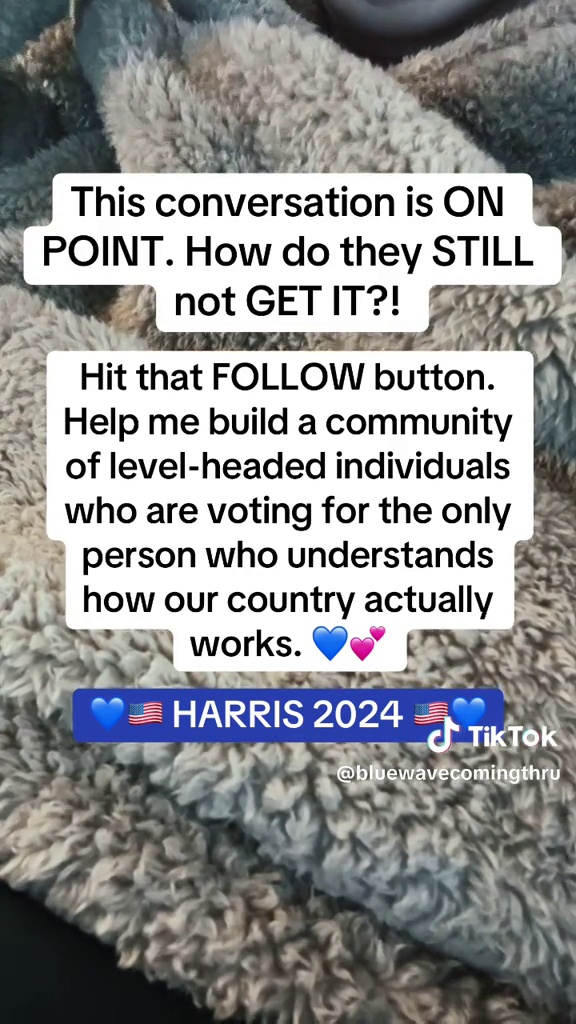 This conversation is ON
POINT. How do they STILL
not GET IT?!
Hit that FOLLOW button.
Help me build a community
of level-headed individuals
who are voting for the only
person who understands
how our country actually
works. 💙💕
💙🇺🇸 HARRIS 2024 🇺🇸💙
TikTok
@bluewavecomingthru